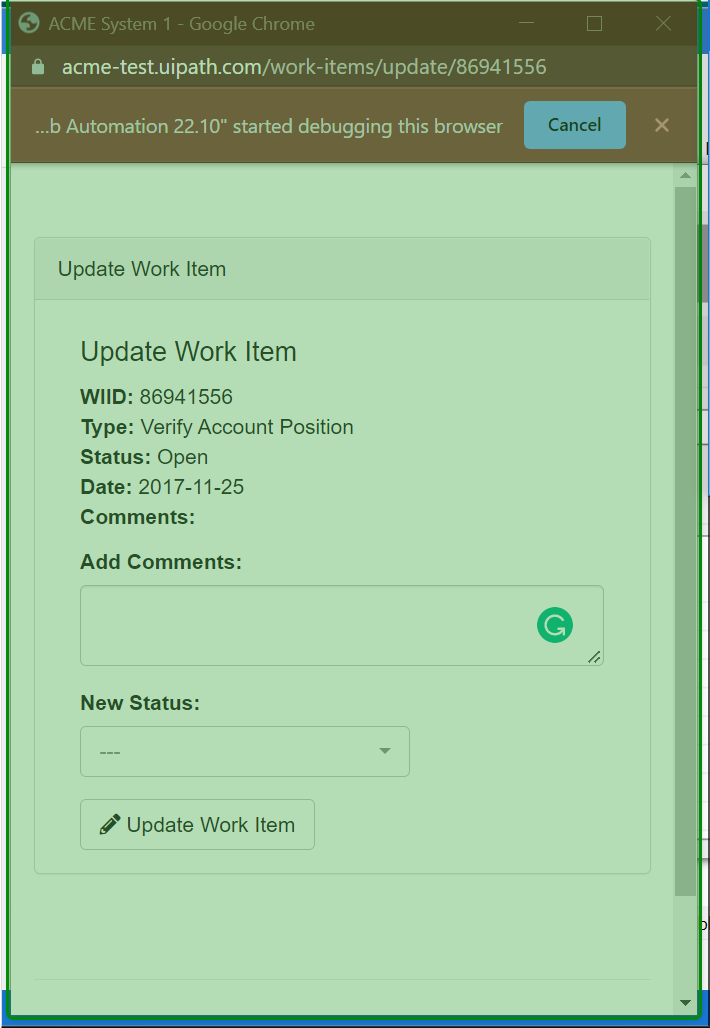 ACME System 1 - Google Chrome
acme-test.uipath.com/work-items/update/86941556
...b Automation 22.10" started debugging this browser
Cancel
Update Work Item
Update Work Item
WIID: 86941556
Type: Verify Account Position
Status: Open
Date: 2017-11-25
Comments:
Add Comments:
New Status:
---
Update Work Item